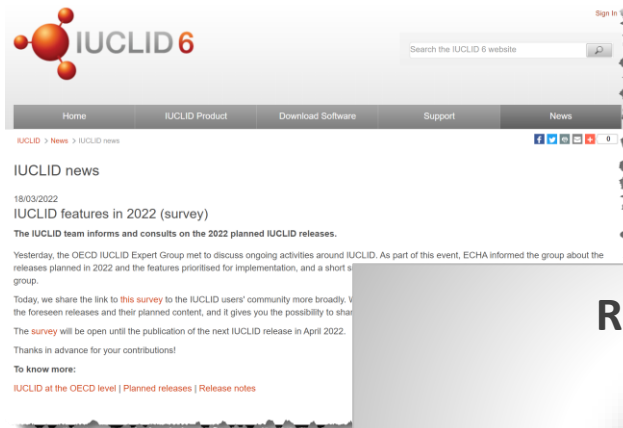 IUCLID 6
Sign In
Search the IUCLID 6 website
Home
IUCLID Product
Download Software
Support
News
IUCLID > News > IUCLID news
0
IUCLID news
18/03/2022
IUCLID features in 2022 (survey)
The IUCLID team informs and consults on the 2022 planned IUCLID releases.
Yesterday, the OECD IUCLID Expert Group met to discuss ongoing activities around IUCLID. As part of this event, ECHA informed the group about the
releases planned in 2022 and the features prioritised for implementation, and a short s
group.
Today, we share the link to this survey to the IUCLID users' community more broadly.
the foreseen releases and their planned content, and it gives you the possibility to
The survey will be open until the publication of the next IUCLID release in April 2022.
Thanks in advance for your contributions!
To know more:
IUCLID at the OECD level | Planned releases | Release notes
R